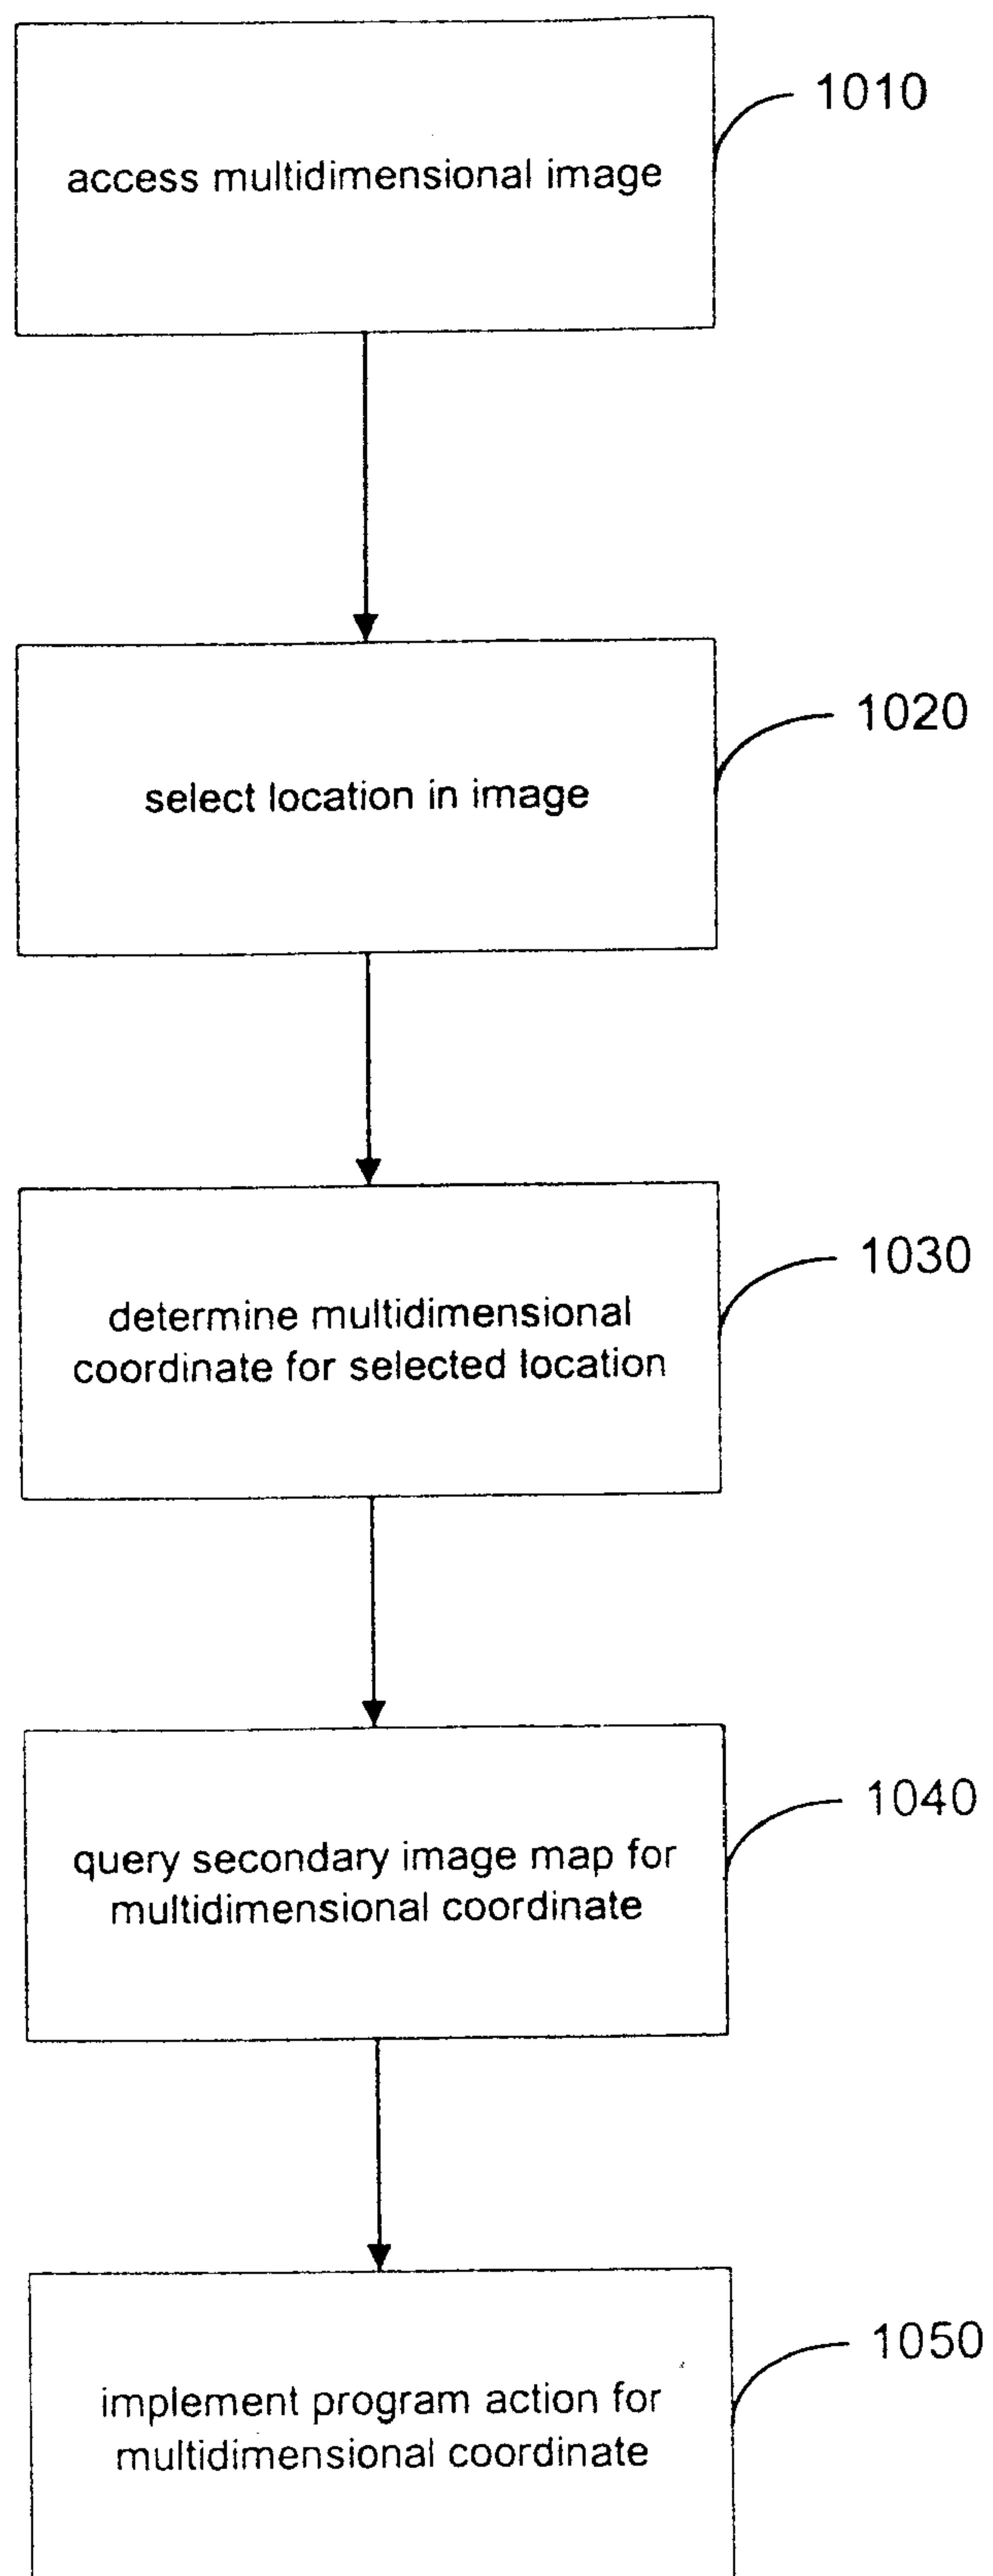 access multidimensional image
1010
select location in image
1020
determine multidimensional
coordinate for selected location
1030
query secondary image map for
multidimensional coordinate
1040
implement program action for
multidimensional coordinate
1050